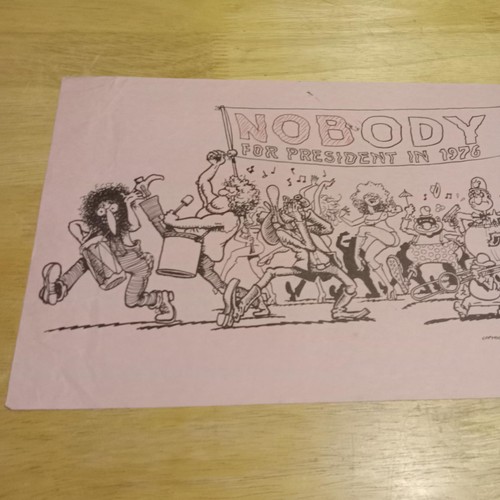 NOBODY
FOR PRESIDENT IN 1976